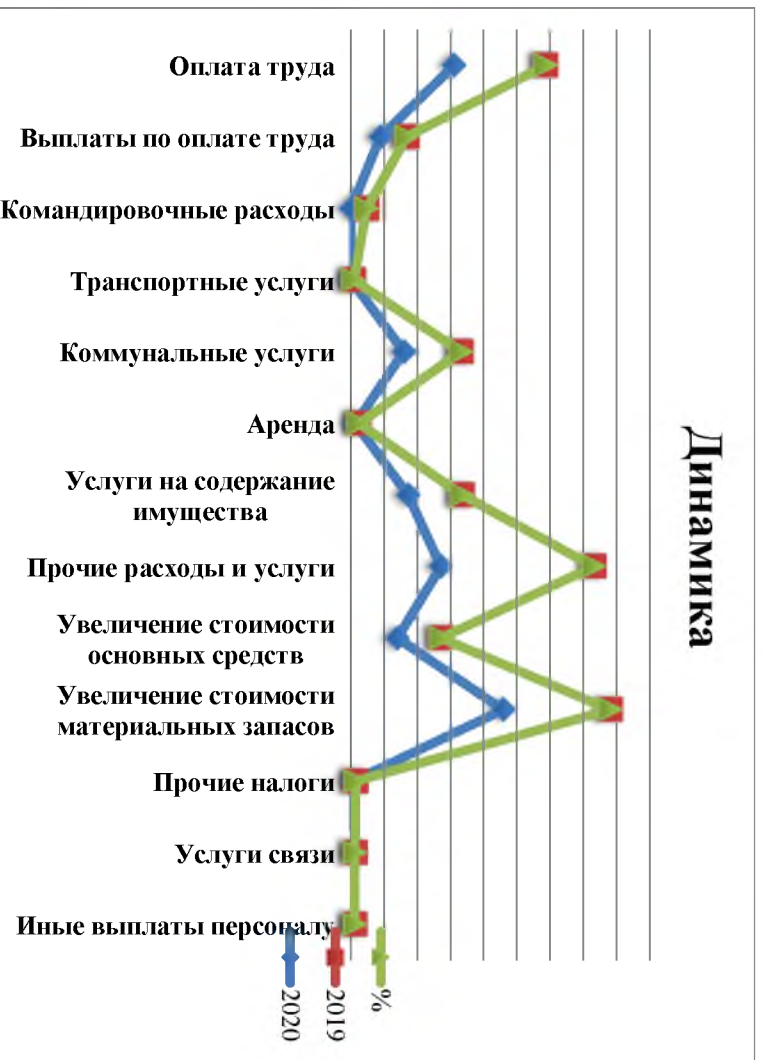 Динамика
Оплата труда
Выплаты по оплате труда
Командировочные расходы
Транспортные услуги
Коммунальные услуги
Аренда
Услуги на содержание
имущества
Прочие расходы и услуги
Увеличение стоимости
основных средств
Увеличение стоимости
материальных запасов
Прочие налоги
Услуги связи
Иные выплаты персоналу
%
2019
2020